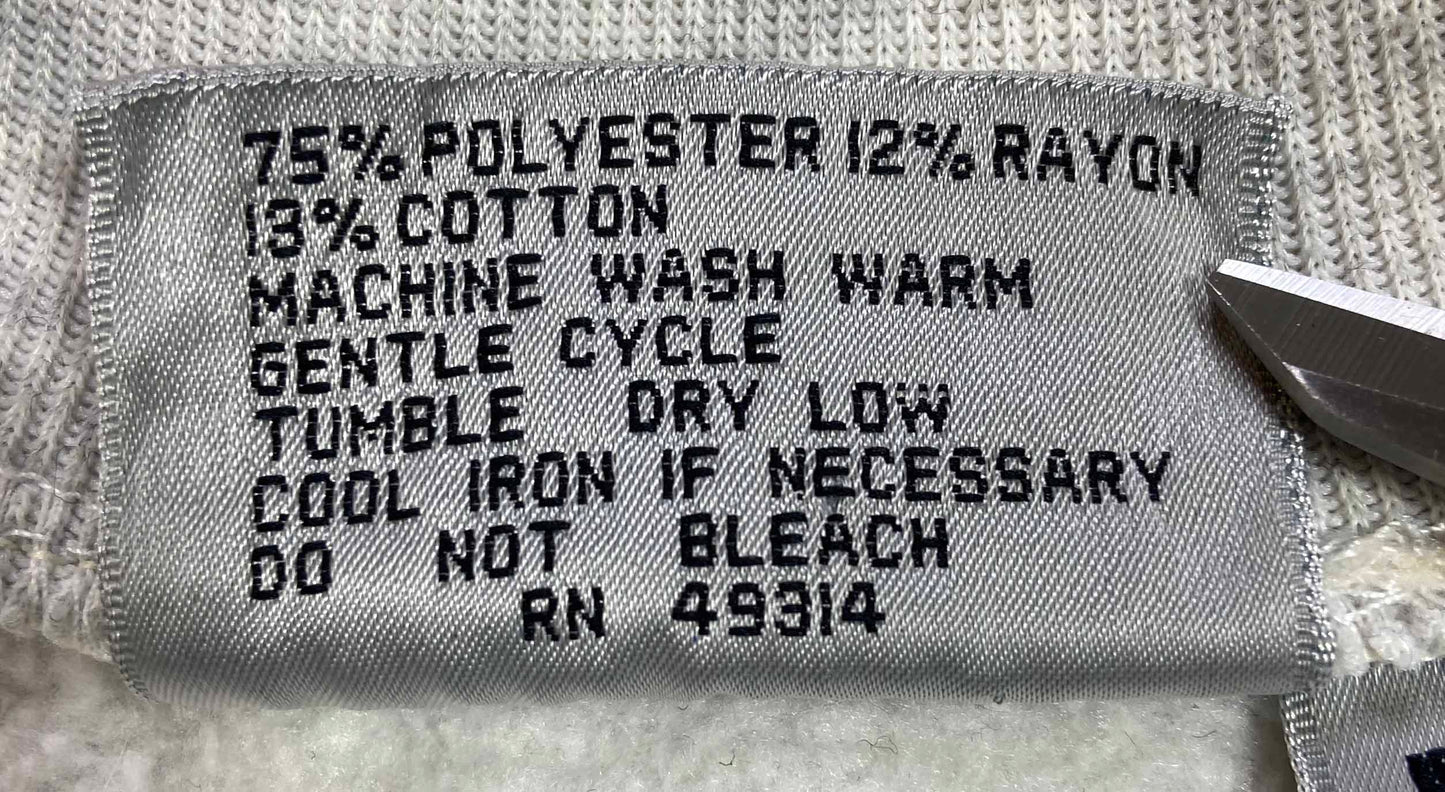 75% POLYESTER 12% RAYON
13% COTTON
MACHINE WASH WARM
GENTLE CYCLE
TUMBLE DRY LOW
COOL IRON IF NECESSARY
DO NOT BLEACH
RN 49314